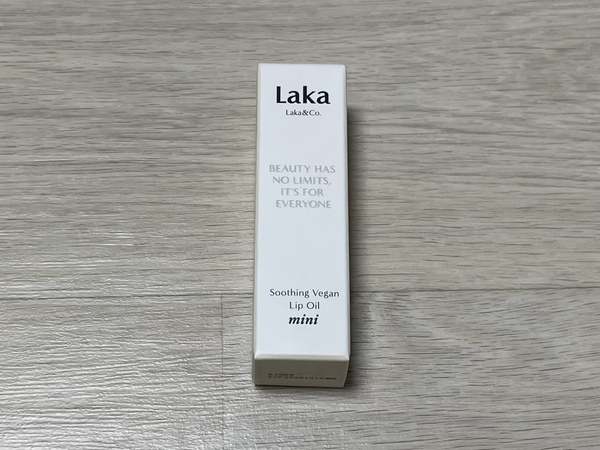 Laka
Laka&Co.
BEAUTY HAS
NO LIMITS,
IT'S FOR
EVERYONE
Soothing Vegan
Lip Oil
mini